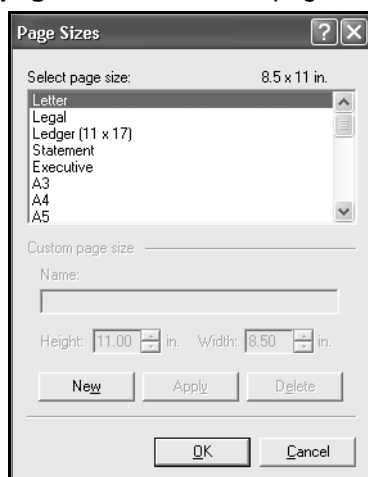 Page Sizes
Select page size: 8.5 x 11 in.
Letter
Legal
Ledger (11 x 17)
Statement
Executive
A3
A4
A5
Custom page size
Name:
Height: 11.00 in. Width: 8.50 in.
New Apply Delete
OK Cancel